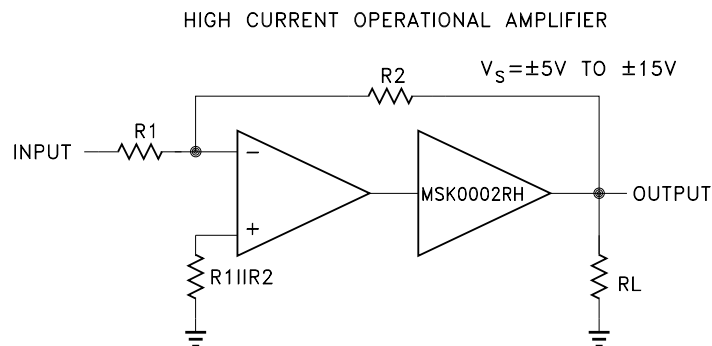 HIGH CURRENT OPERATIONAL AMPLIFIER
VS=±5V TO ±15V
R2
R1
INPUT
−
MSK0002RH
OUTPUT
+
R1IIR2
RL